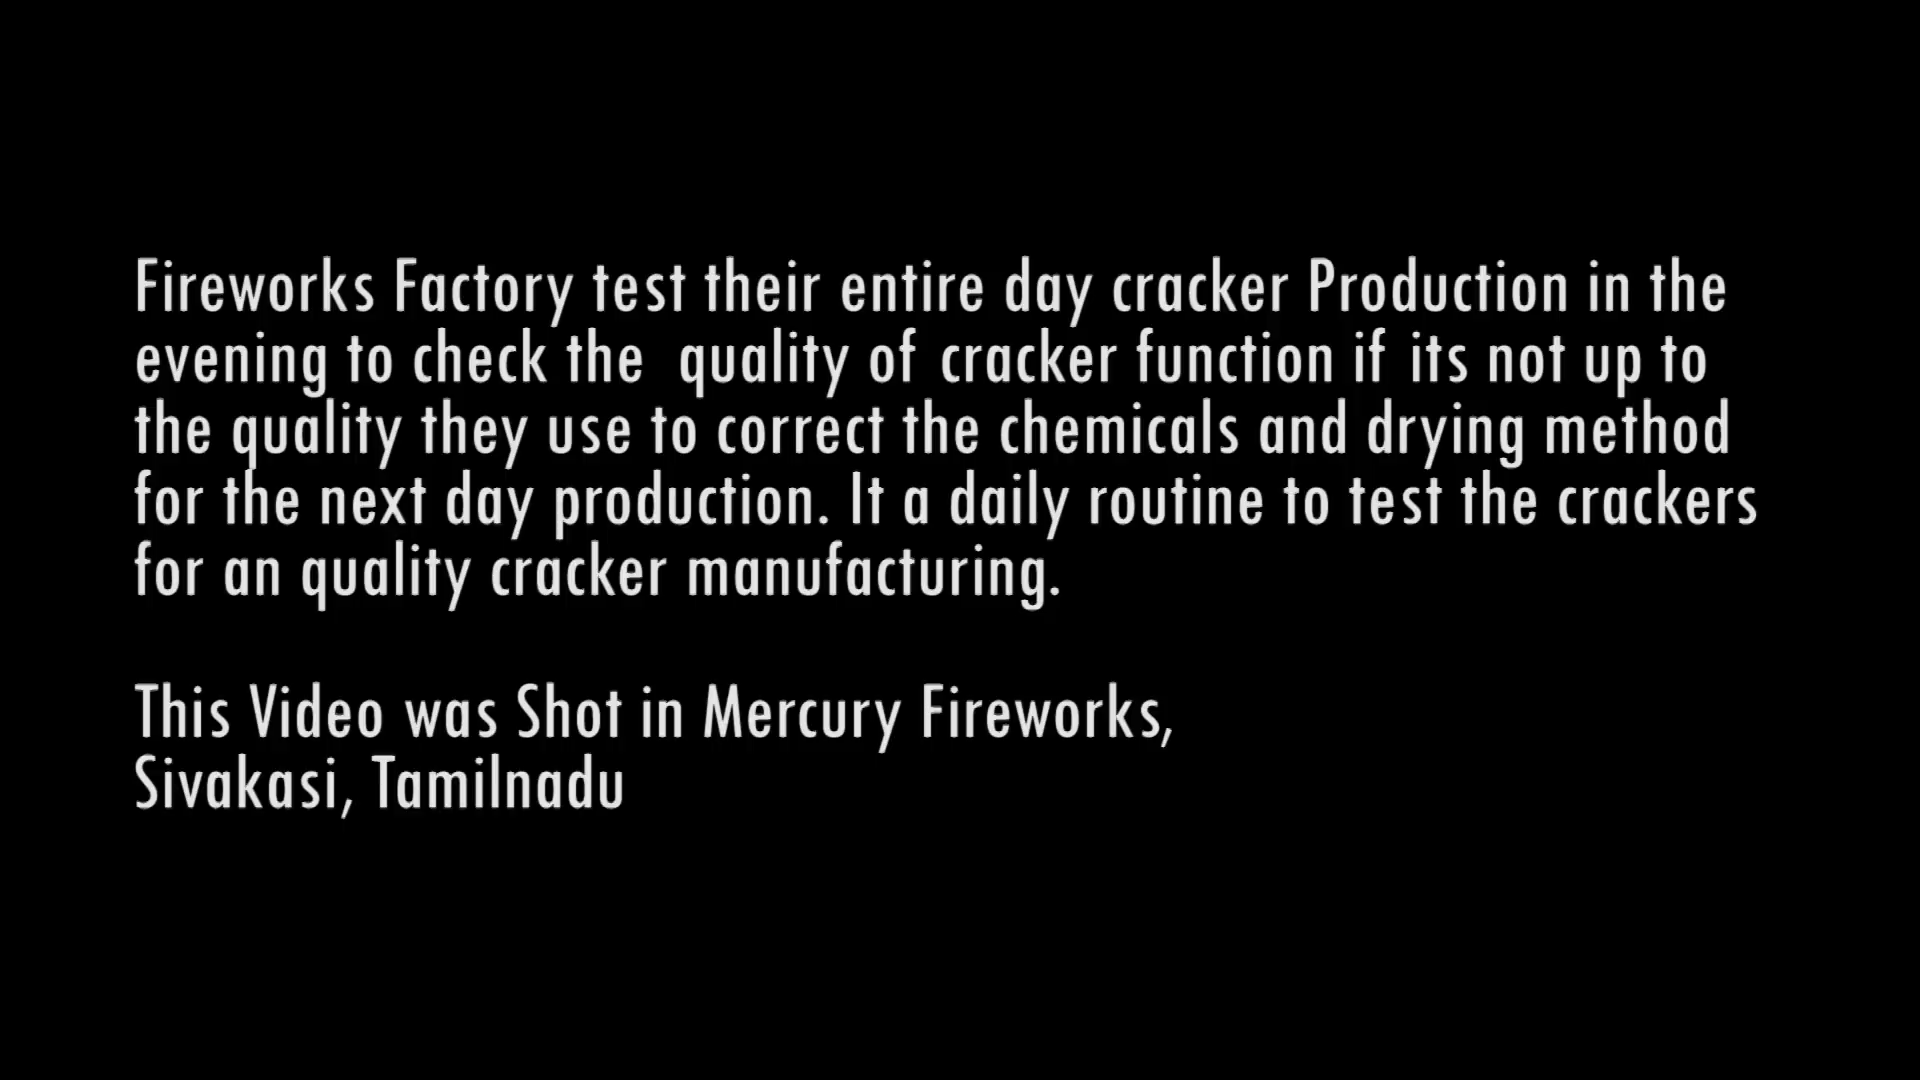 Fireworks Factory test their entire day cracker Production in the
evening to check the  quality of cracker function if its not up to
the quality they use to correct the chemicals and drying method
for the next day production. It a daily routine to test the crackers
for an quality cracker manufacturing.
This Video was Shot in Mercury Fireworks,
Sivakasi, Tamilnadu